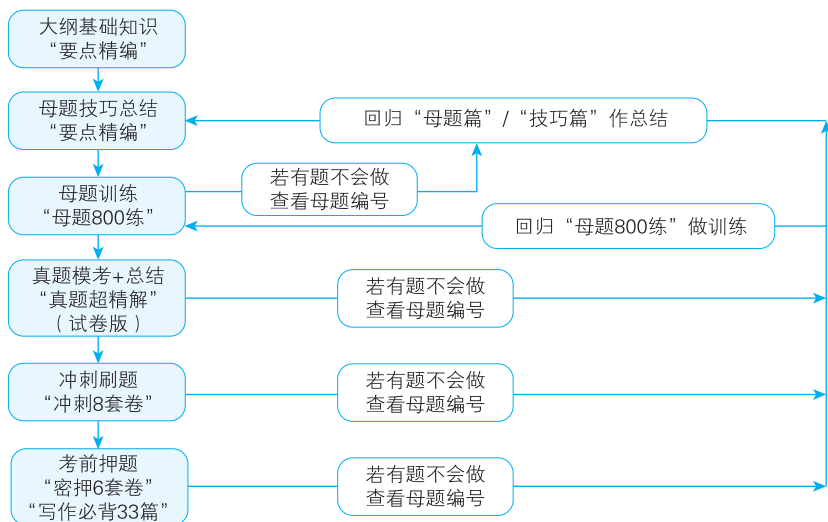 大纲基础知识
“要点精编”
母题技巧总结
“要点精编”
回归“母题篇”/“技巧篇”作总结
母题训练
“母题800练”
若有题不会做
查看母题编号
回归“母题800练”做训练
真题模考+总结
“真题超精解”
（试卷版）
若有题不会做
查看母题编号
冲刺刷题
“冲刺8套卷”
若有题不会做
查看母题编号
考前押题
“密押6套卷”
“写作必背33篇”
若有题不会做
查看母题编号